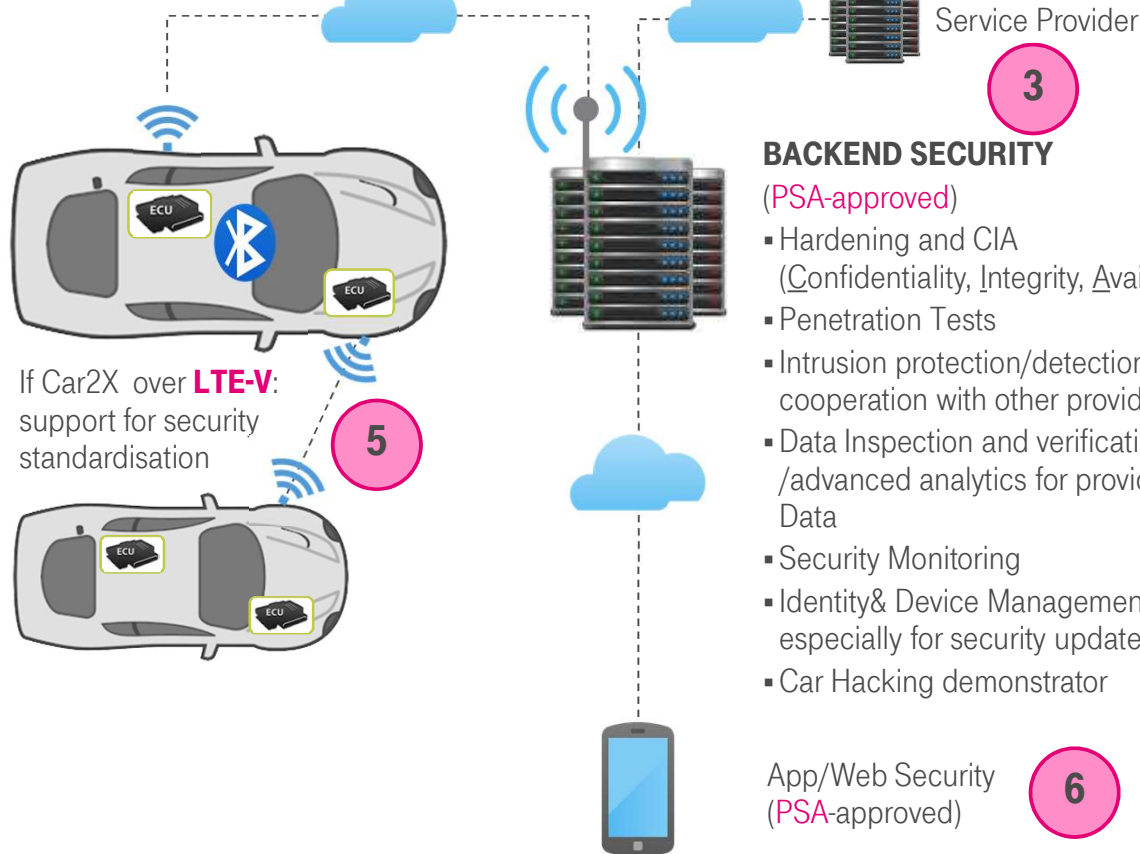 Service Provider
3
BACKEND SECURITY
(PSA-approved)
▪ Hardening and CIA
(Confidentiality, Integrity,
▪ Penetration Tests
▪ Intrusion protection/detection
cooperation with other
▪ Data Inspection and
/advanced analytics for
Data
▪ Security Monitoring
▪ Identity& Device
especially for security
▪ Car Hacking demonstrator
ECU
ECU
If Car2X over LTE-V:
support for security
standardisation
5
ECU
ECU
App/Web Security
(PSA-approved)
6